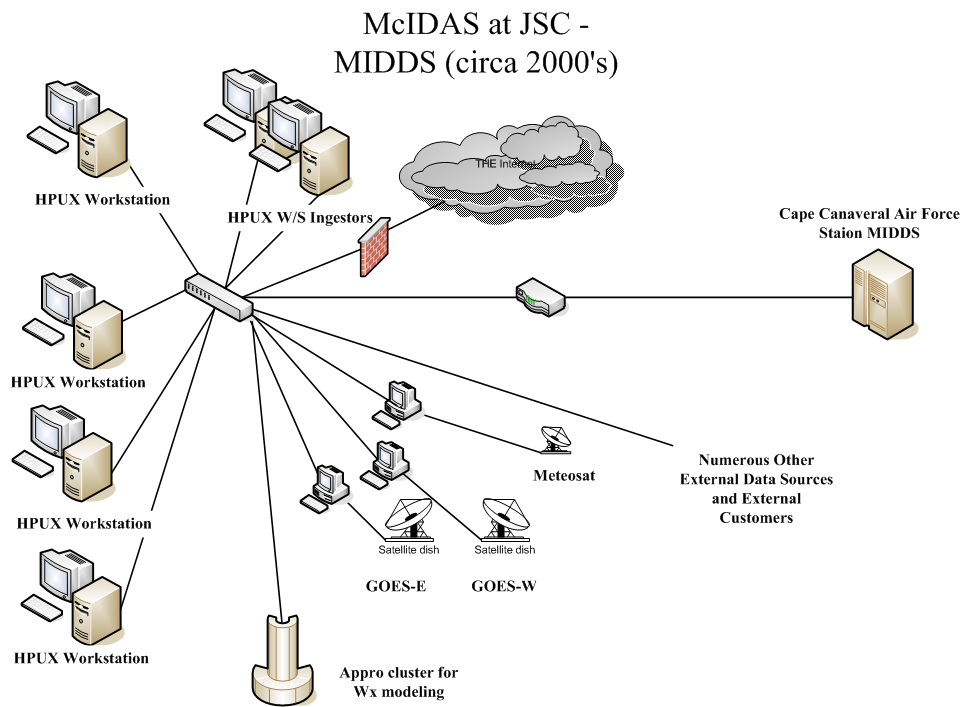 McIDAS at JSC -
MIDDS (circa 2000's)
HPUX Workstation
HPUX W/S Ingestors
THE Internet
Cape Canaveral Air Force
Staion MIDDS
HPUX Workstation
HPUX Workstation
HPUX Workstation
Meteosat
Numerous Other
External Data Sources
and External
Customers
Satellite dish
Satellite dish
GOES-E
GOES-W
Appro cluster for
Wx modeling